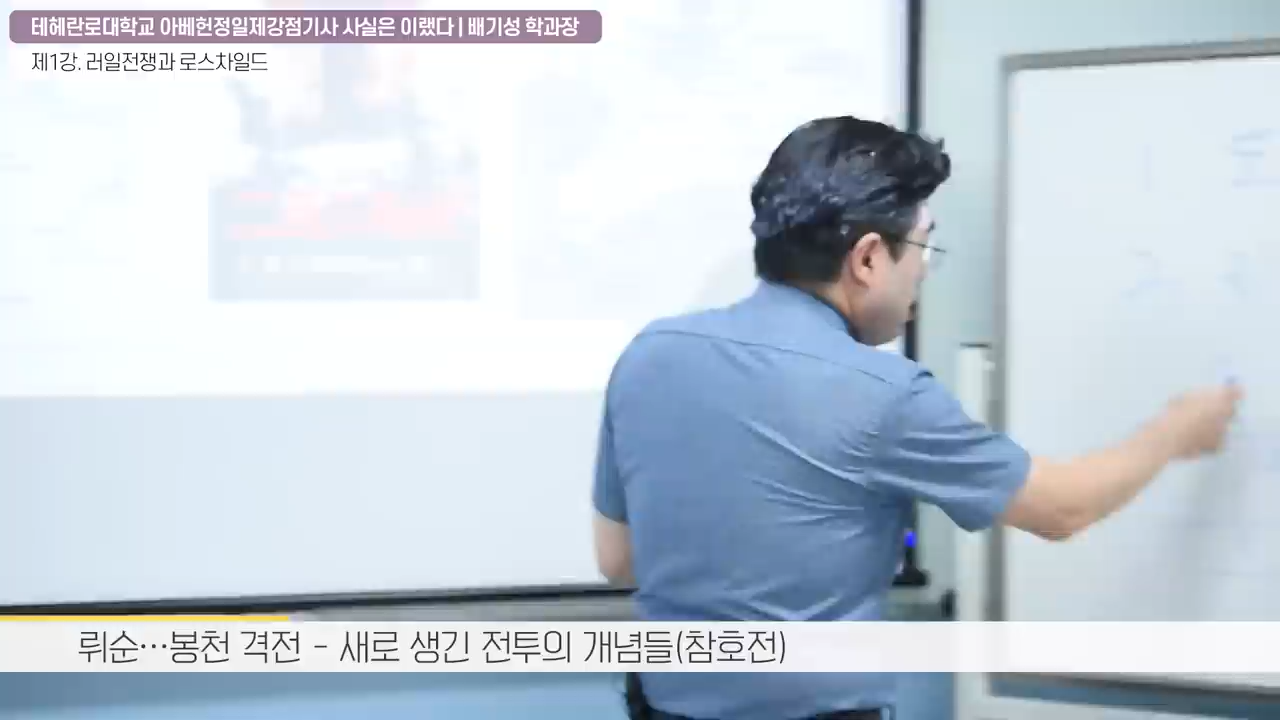 테헤란로대학교 아베헌정일제강점기사 사실은 이랬다 | 배기성 학과장
제1강. 러일전쟁과 로스차일드
뤼순…봉천 격전 - 새로 생긴 전투의 개념들(참호전)